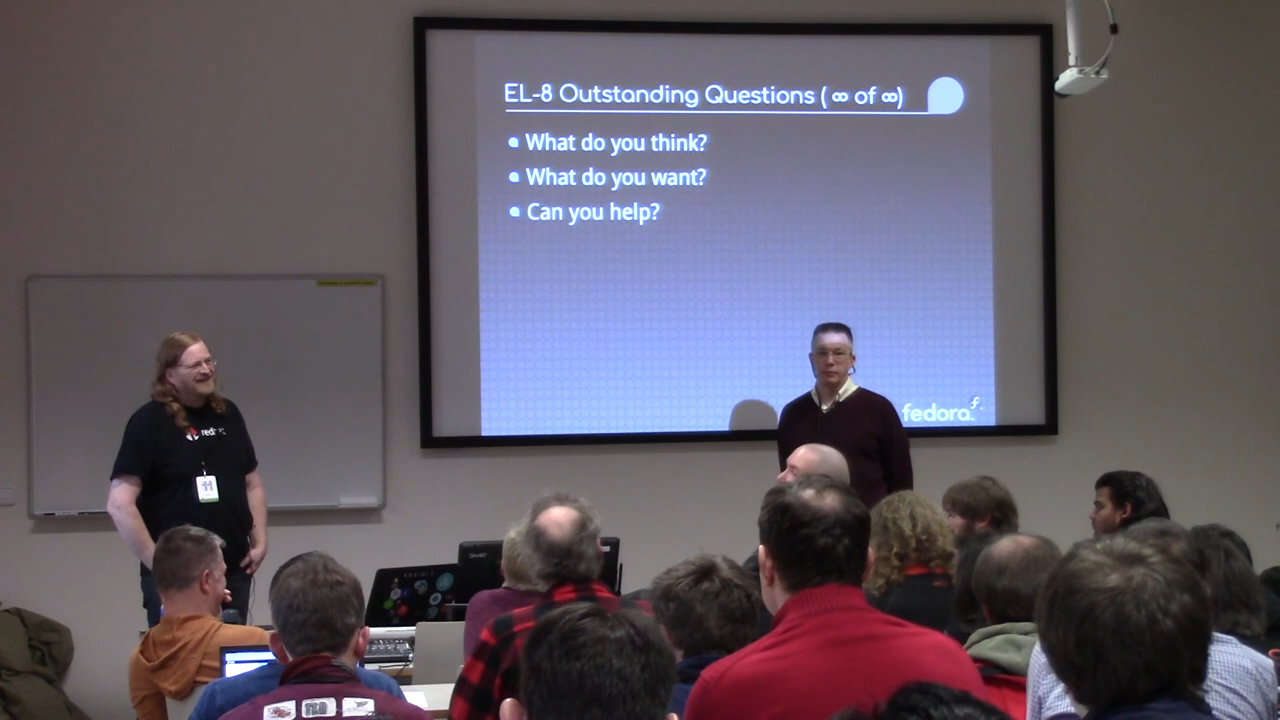 EL-8 Outstanding Questions ( ∞ of ∞)
What do you think?
What do you want?
Can you help?
fedora